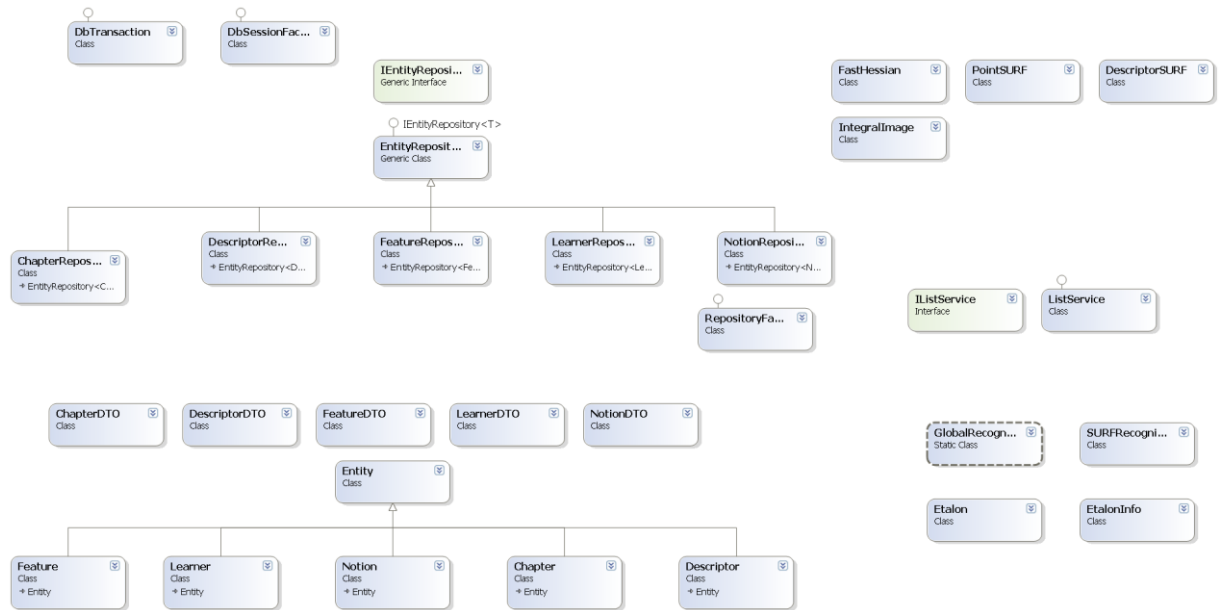 DbTransaction
Class
DbSessionFac...
Class
IEntityReposi...
Generic Interface
FastHessian
Class
PointSURF
Class
DescriptorSURF
Class
IntegralImage
Class
IEntityRepository<T>
EntityReposit...
Generic Class
ChapterRepos...
Class
EntityRepository<C...
DescriptorRe...
Class
EntityRepository<D...
FeatureRepos...
Class
EntityRepository<Fe...
LearnerRepos...
Class
EntityRepository<Le...
NotionReposi...
Class
EntityRepository<N...
RepositoryFa...
Class
IListService
Interface
ListService
Class
ChapterDTO
Class
DescriptorDTO
Class
FeatureDTO
Class
LearnerDTO
Class
NotionDTO
Class
GlobalRecogn...
Static Class
SURFRecogni...
Class
Entity
Class
Etalon
Class
EtalonInfo
Class
Feature
Class
Entity
Learner
Class
Entity
Notion
Class
Entity
Chapter
Class
Entity
Descriptor
Class
Entity